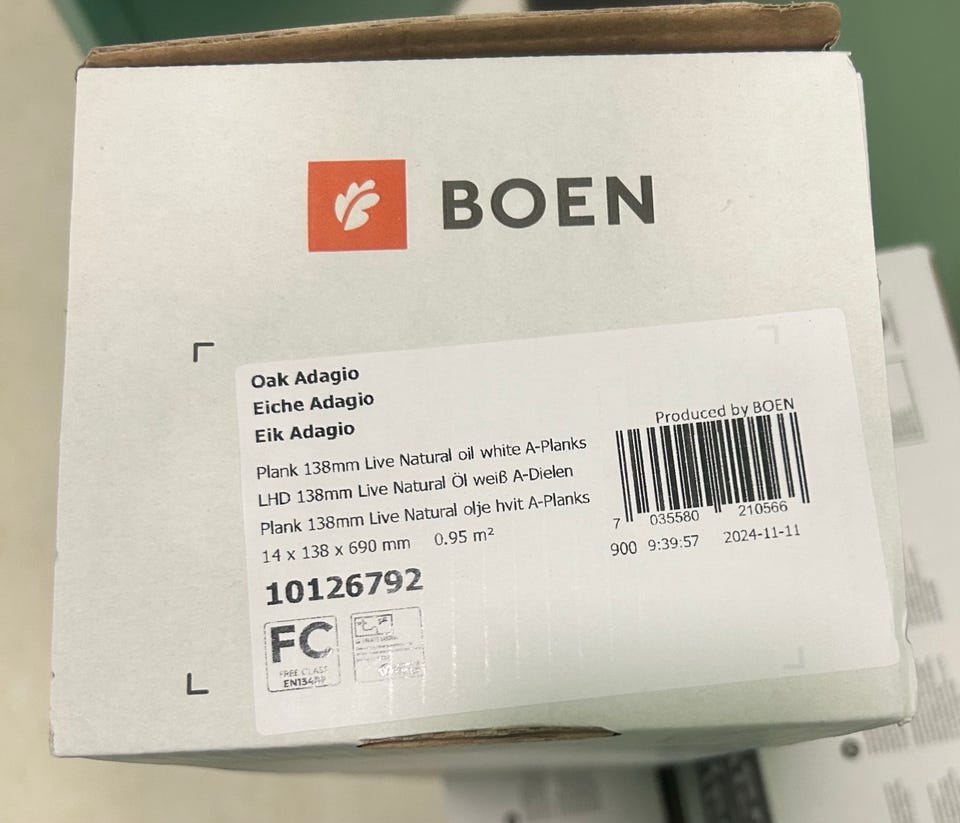 BOEN
Oak Adagio
Eiche Adagio
Eik Adagio
Plank 138mm Live Natural oil white A-Planks
LHD 138mm Live Natural Öl weiß A-Dielen
Plank 138mm Live Natural olje hvit A-Planks
14 x 138 x 690 mm 0.95 m²
10126792
Produced by BOEN
7 035580 210566
900 9:39:57 2024-11-11
FC
FREE CLASS